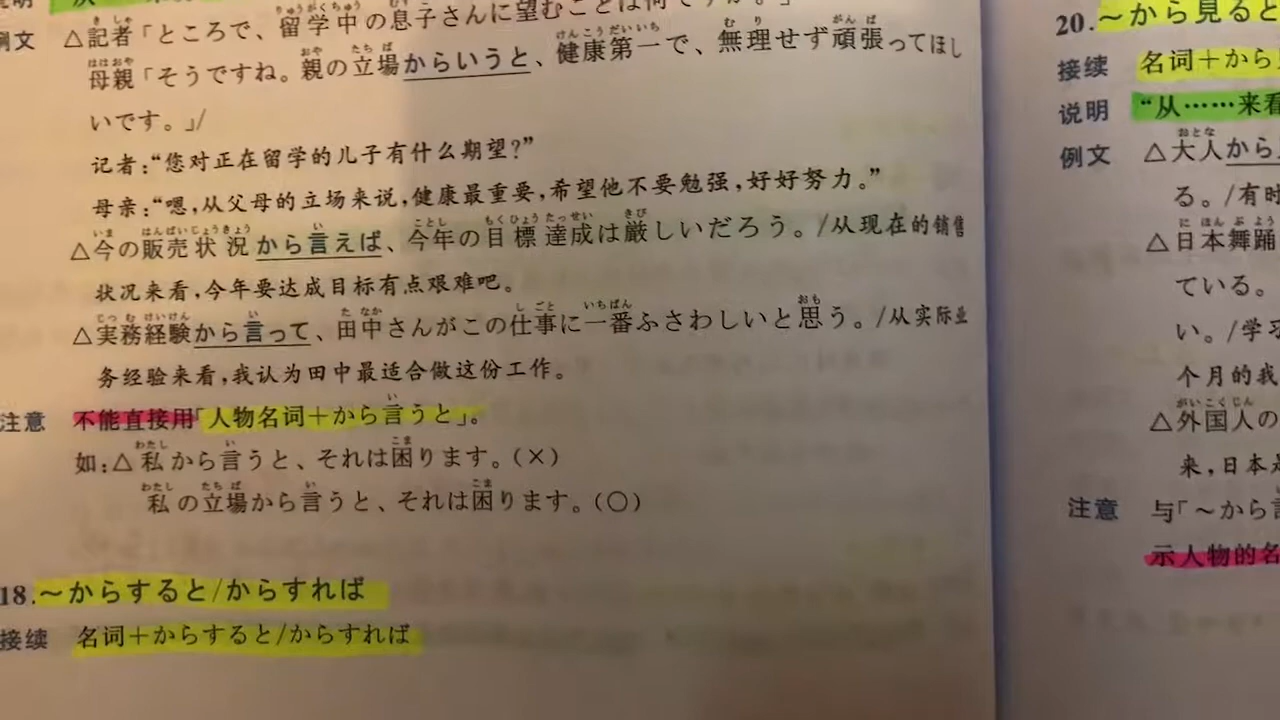 例文 △記者「ところで、留学中の息子さんに望むことは何ですか。」
母親「そうですね。親の立場からいうと、健康第一で、無理せず頑張ってほし
いです。」/
记者:“您对正在留学的儿子有什么期望?”
母亲:“嗯,从父母的立场来说,健康最重要,希望他不要勉强,好好努力。”
△今の販売状況から言えば、今年の目標達成は厳しいだろう。/从现在的销售
状况来看,今年要达成目标有点艰难吧。
△実務経験から言って、田中さんがこの仕事に一番ふさわしいと思う。/从实际业
务经验来看,我认为田中最适合做这份工作。
注意 不能直接用「人物名词+から言うと」。
如:△私から言うと、それは困ります。(×)
私の立場から言うと、それは困ります。(○)
18.~からすると/からすれば
接续 名词+からすると/からすれば
20.~から見ると
接续 名词+から
说明 “从……来看
例文 △大人から
る。/有时
△日本舞踊
ている。
い。/学习
个月的我
△外国人の
来,日本
注意 与「~から言
示人物的名